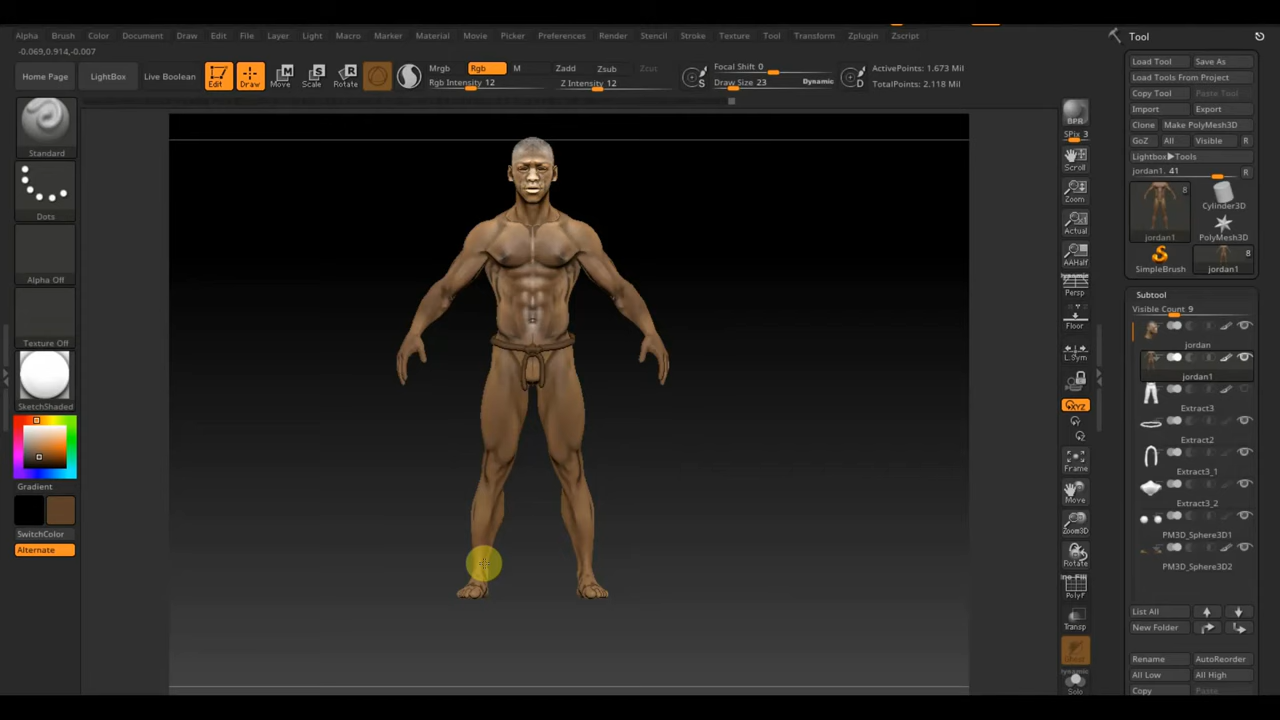 Alpha Brush Color Document Draw Edit File Layer Light Macro Marker Material Movie Picker Preferences Render Stencil Stroke Texture Tool Transform Zplugin Zscript
Tool
-0.069,0.914,-0.007
Home Page
LightBox
Live Boolean
Edit
Draw
Move
Scale
Rotate
Mrgb
Rgb
M
Rgb Intensity 12
Zadd
Zsub
Zcut
Z Intensity 12
S
Focal Shift 0
Draw Size 23
Dynamic
D
ActivePoints: 1.673 Mil
TotalPoints: 2.118 Mil
Standard
Dots
Alpha Off
Texture Off
SketchShaded
Gradient
SwitchColor
Alternate
BPR
SPix 3
Scroll
Zoom
Actual
AAHalf
Dynamic
Persp
Floor
L.Sym
XYZ
Frame
Move
Zoom3D
Rotate
PolyF
Transp
Ghost
Dynamic
Solo
Load Tool
Save As
Load Tools From Project
Copy Tool
Paste Tool
Import
Export
Clone
Make PolyMesh3D
GoZ
All
Visible
R
Lightbox▶Tools
jordan1. 41
R
8
jordan1
Cylinder3D
PolyMesh3D
SimpleBrush
8
jordan1
Subtool
Visible Count 9
jordan
jordan1
Extract3
Extract2
Extract3_1
Extract3_2
PM3D_Sphere3D1
PM3D_Sphere3D2
List All
New Folder
Rename
AutoReorder
All Low
All High
Copy
Paste